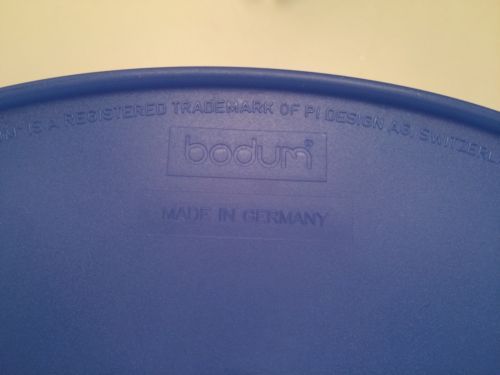 IS A REGISTERED TRADEMARK OF PI DESIGN AG, SWITZERL
bodum®
MADE IN GERMANY